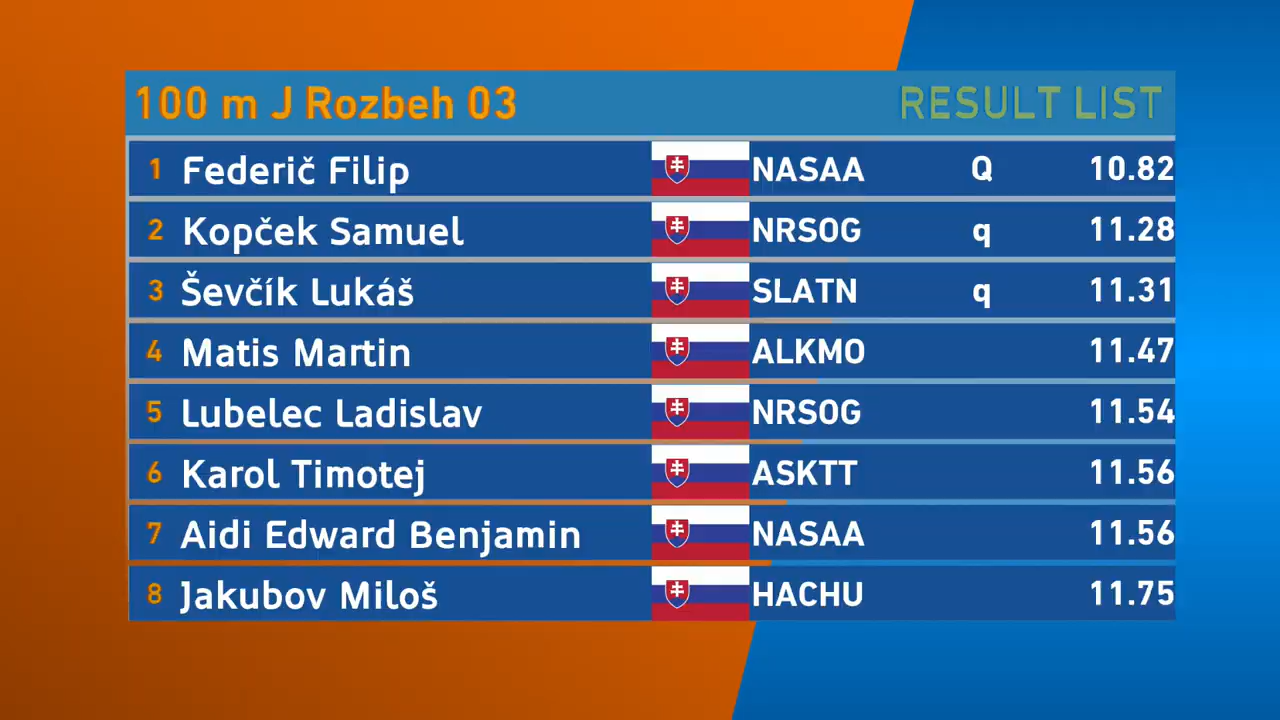 100 m J Rozbeh 03 RESULT LIST
1 Federič Filip NASAA Q 10.82
2 Kopček Samuel NRSOG q 11.28
3 Ševčík Lukáš SLATN q 11.31
4 Matis Martin ALKMO 11.47
5 Lubelec Ladislav NRSOG 11.54
6 Karol Timotej ASKTT 11.56
7 Aidi Edward Benjamin NASAA 11.56
8 Jakubov Miloš HACHU 11.75